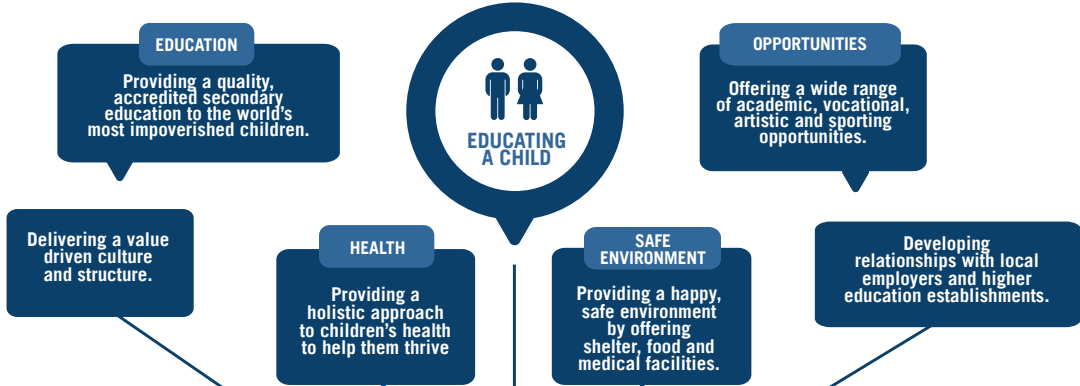 EDUCATION
Providing a quality,
accredited secondary
education to the world's
most impoverished children.
EDUCATING
A CHILD
OPPORTUNITIES
Offering a wide range
of academic, vocational,
artistic and sporting
opportunities.
Delivering a value
driven culture
and structure.
HEALTH
Providing a
holistic approach
to children's health
to help them thrive
SAFE
ENVIRONMENT
Providing a happy,
safe environment
by offering
shelter, food and
medical facilities.
Developing
relationships with local
employers and higher
education establishments.